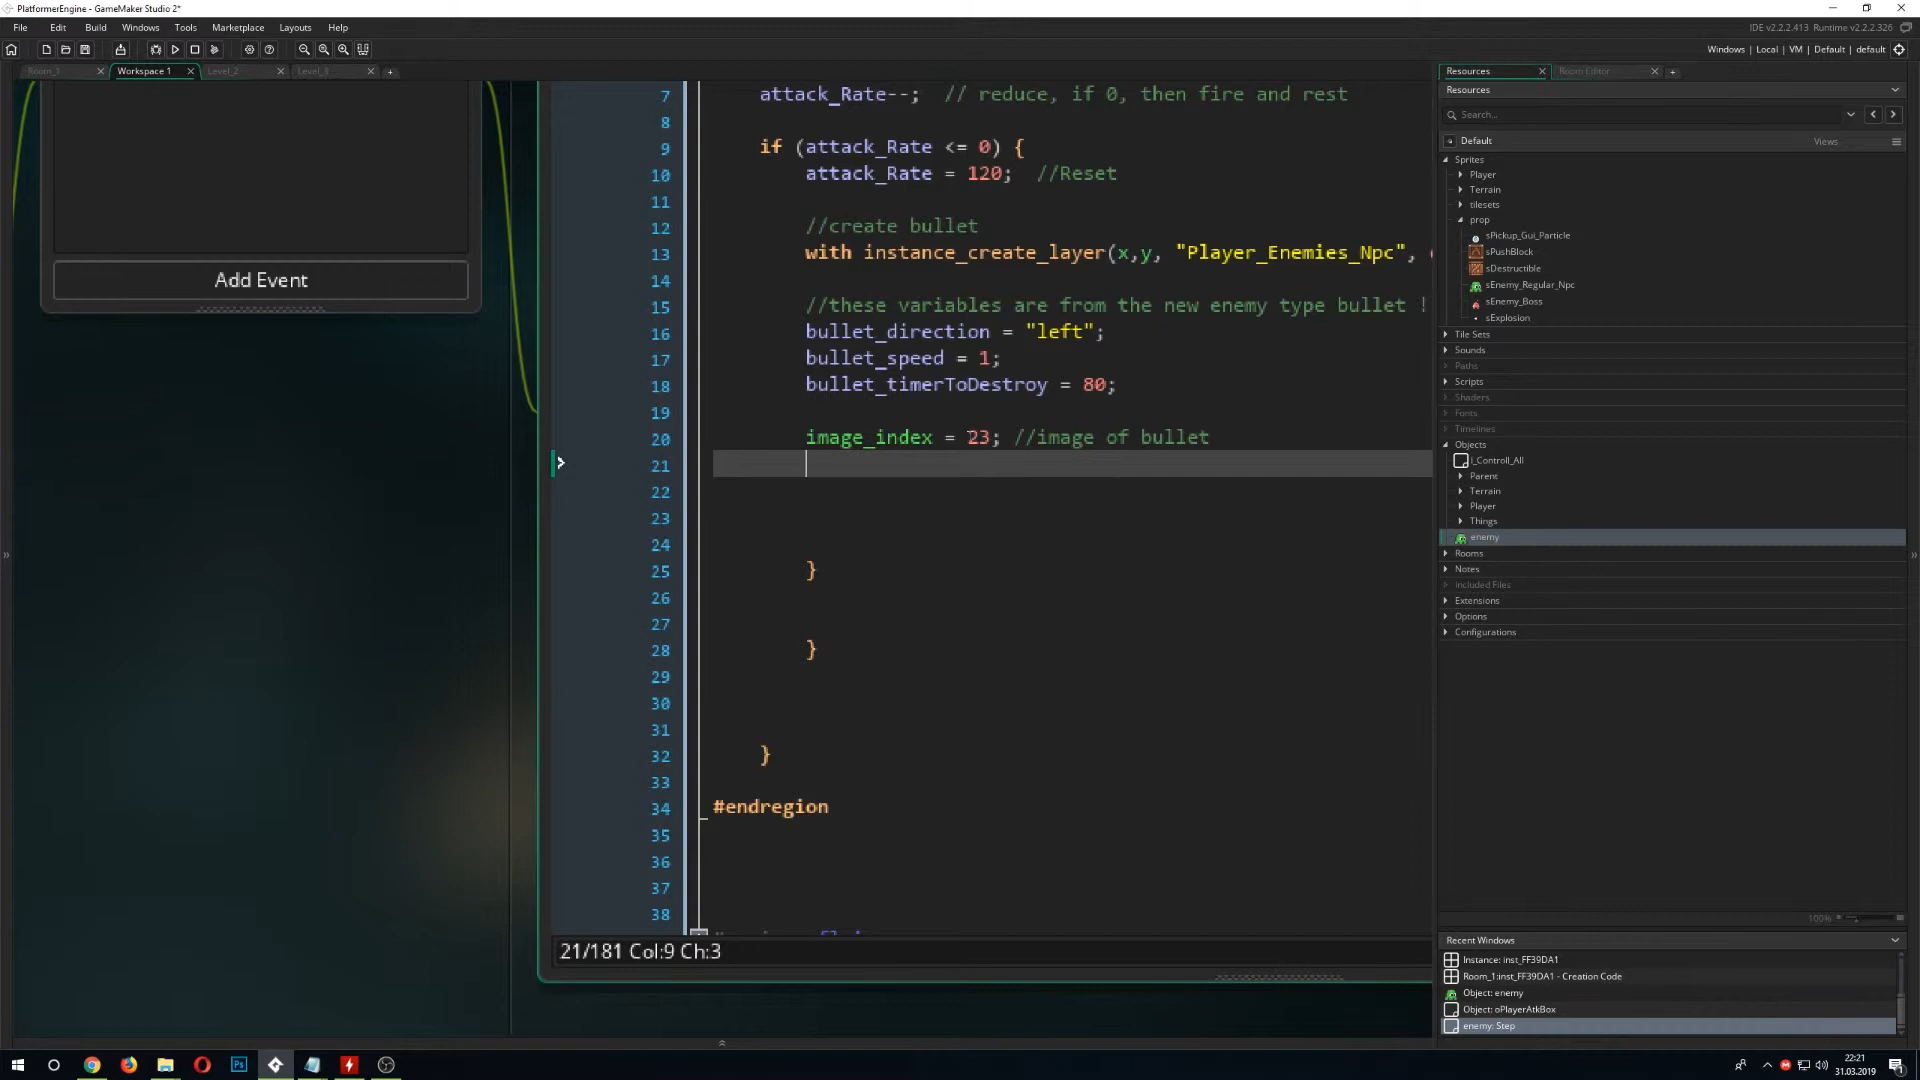 PlatformerEngine - GameMaker Studio 2*
File Edit Build Windows Tools Marketplace Layouts Help
IDE v2.2.2.413 Runtime v2.2.2.326
Windows | Local | VM | Default | default
Room_1 Workspace 1 Level_2 Level_3 +
Add Event
7 attack_Rate--; // reduce, if 0, then fire and rest
8
9 if (attack_Rate <= 0) {
10 attack_Rate = 120; //Reset
11
12 //create bullet
13 with instance_create_layer(x,y, "Player_Enemies_Npc",
14
15 //these variables are from the new enemy type bullet !
16 bullet_direction = "left";
17 bullet_speed = 1;
18 bullet_timerToDestroy = 80;
19
20 image_index = 23; //image of bullet
21
22
23
24
25 }
26
27
28 }
29
30
31
32 }
33
34 #endregion
35
36
37
38
21/181 Col:9 Ch:3
Resources Room Editor +
Resources
Search...
Default Views
Sprites
Player
Terrain
tilesets
prop
sPickup_Gui_Particle
sPushBlock
sDestructible
sEnemy_Regular_Npc
sEnemy_Boss
sExplosion
Tile Sets
Sounds
Paths
Scripts
Shaders
Fonts
Timelines
Objects
I_Controll_All
Parent
Terrain
Player
Things
enemy
Rooms
Notes
Included Files
Extensions
Options
Configurations
100%
Recent Windows
Instance: inst_FF39DA1
Room_1:inst_FF39DA1 - Creation Code
Object: enemy
Object: oPlayerAtkBox
enemy: Step
Ps
22:21
31.03.2019